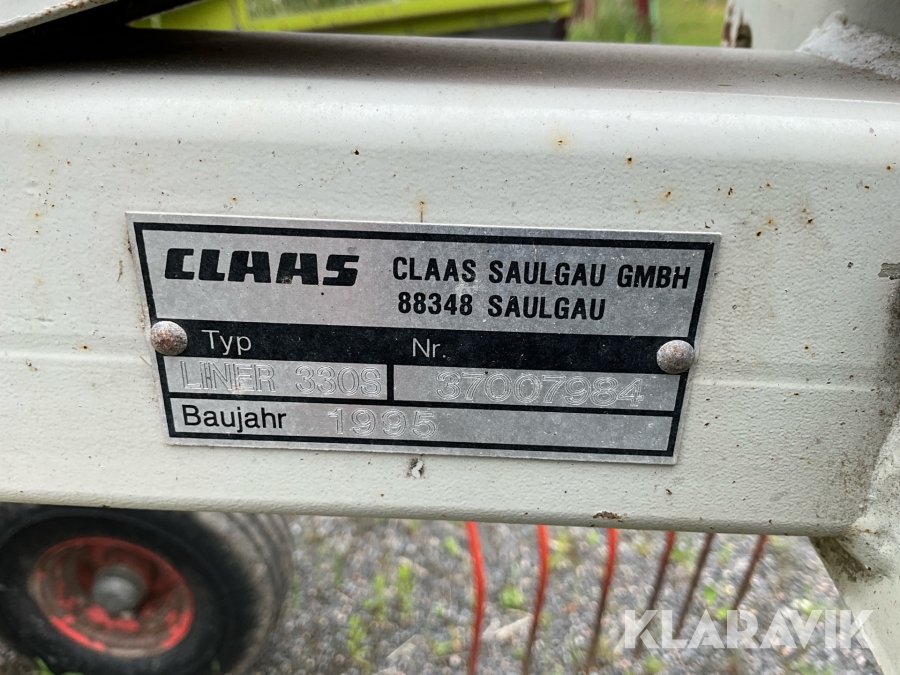 CLAAS
CLAAS SAULGAU GMBH
88348 SAULGAU
Typ Nr.
LINER 330S 37007984
Baujahr 1995
KLARAVIK